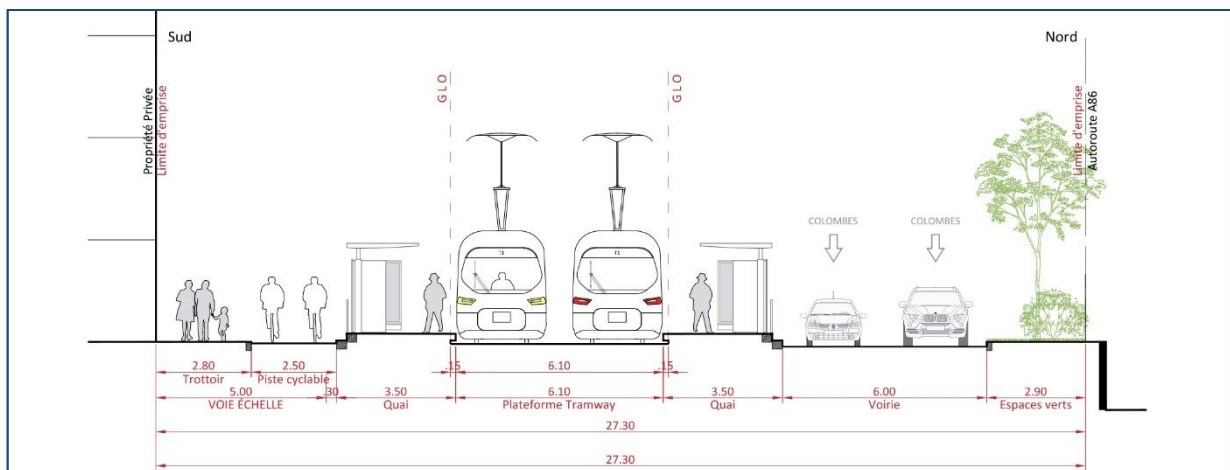 Sud
Nord
Propriété Privée
Limite d'emprise
GLO
GLO
Limite d'emprise
Autoroute A86
COLOMBES
COLOMBES
T1
T1
2.80
2.50
.15
6.10
.15
Trottoir
Piste cyclable
5.00
.30
3.50
6.10
3.50
6.00
2.90
VOIE ÉCHELLE
Quai
Plateforme Tramway
Quai
Voirie
Espaces verts
27.30
27.30